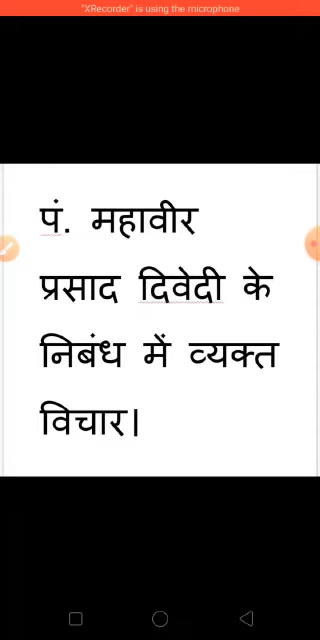 "XRecorder" is using the microphone
पं. महावीर
प्रसाद दिवेदी के
निबंध में व्यक्त
विचार।